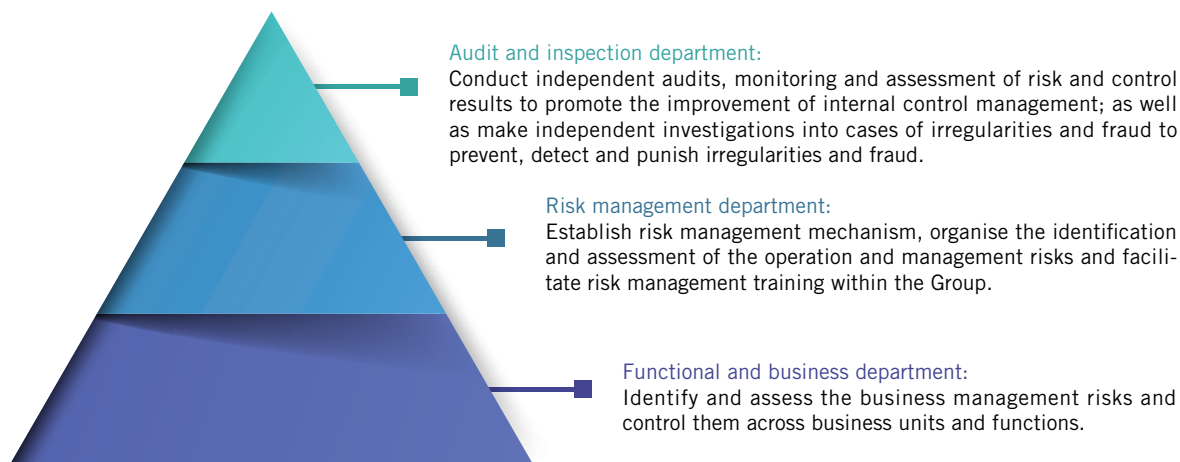 Audit and inspection department:
Conduct independent audits, monitoring and assessment of risk and control
results to promote the improvement of internal control management; as well
as make independent investigations into cases of irregularities and fraud to
prevent, detect and punish irregularities and fraud.
Risk management department:
Establish risk management mechanism, organise the identification
and assessment of the operation and management risks and facili-
tate risk management training within the Group.
Functional and business department:
Identify and assess the business management risks and
control them across business units and functions.